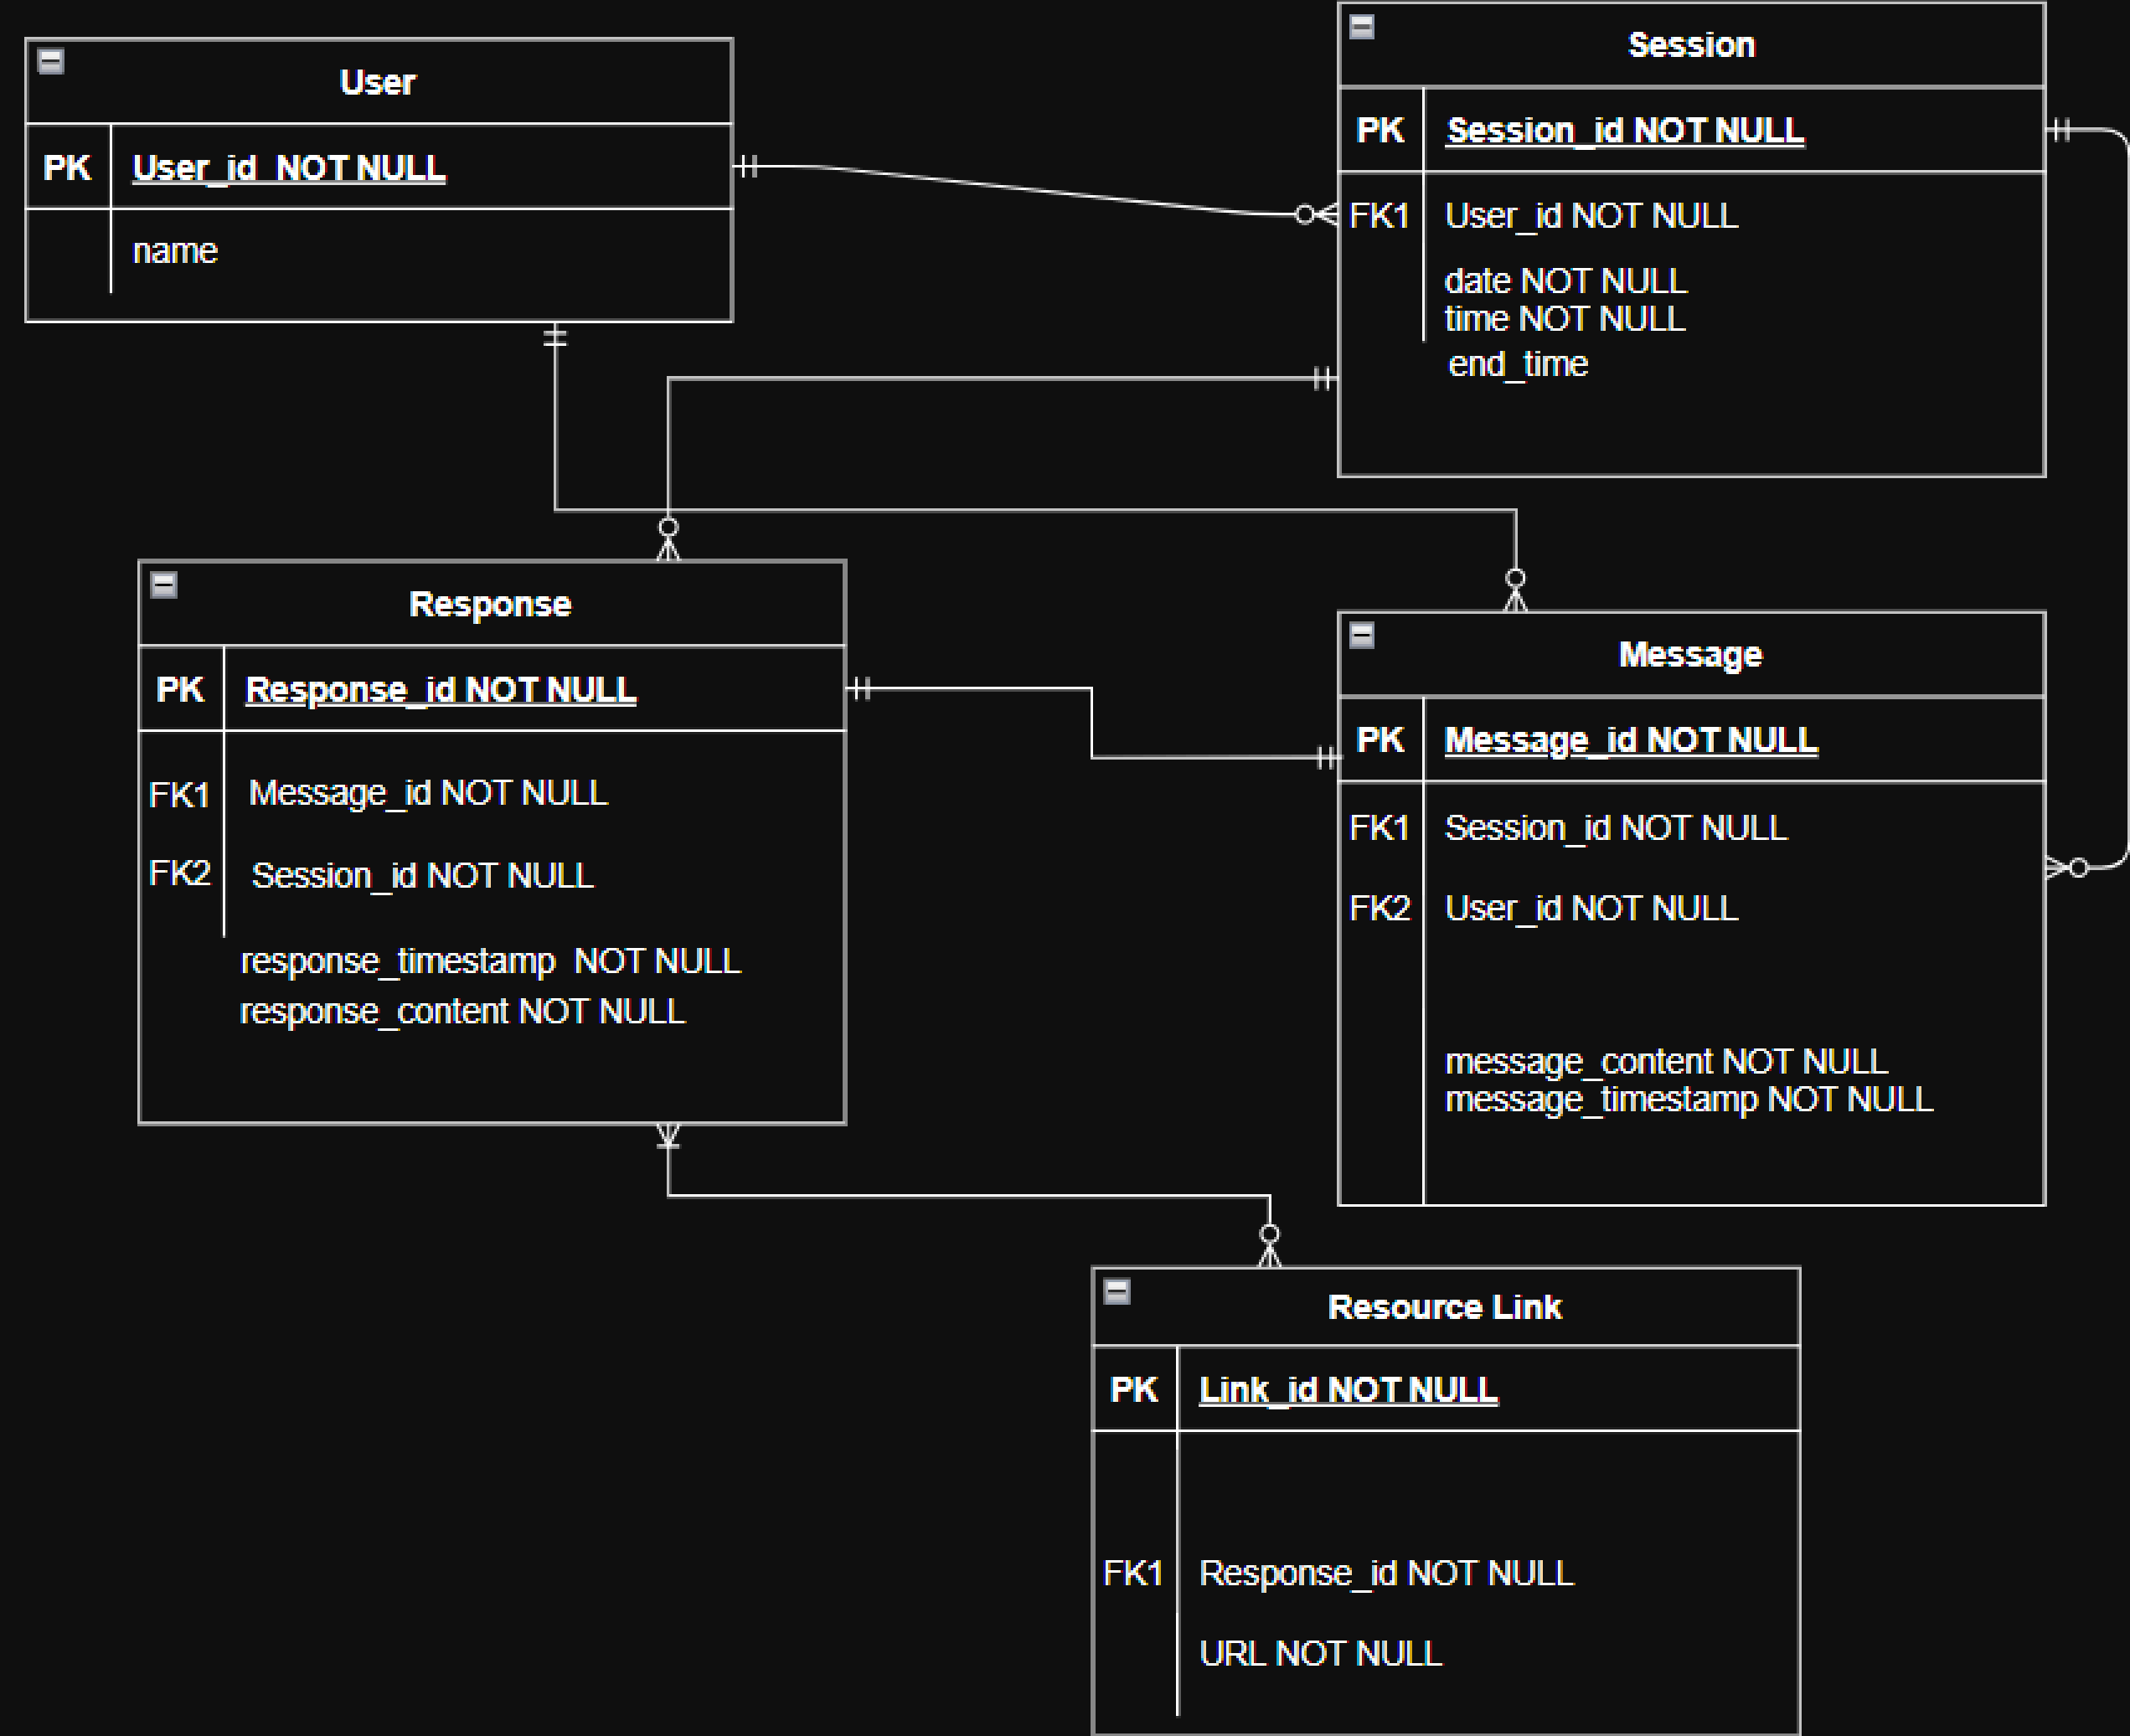 User
PK User_id NOT NULL
name
Session
PK Session_id NOT NULL
FK1 User_id NOT NULL
date NOT NULL
time NOT NULL
end_time
Response
PK Response_id NOT NULL
FK1 Message_id NOT NULL
FK2 Session_id NOT NULL
response_timestamp NOT NULL
response_content NOT NULL
Message
PK Message_id NOT NULL
FK1 Session_id NOT NULL
FK2 User_id NOT NULL
message_content NOT NULL
message_timestamp NOT NULL
Resource Link
PK Link_id NOT NULL
FK1 Response_id NOT NULL
URL NOT NULL